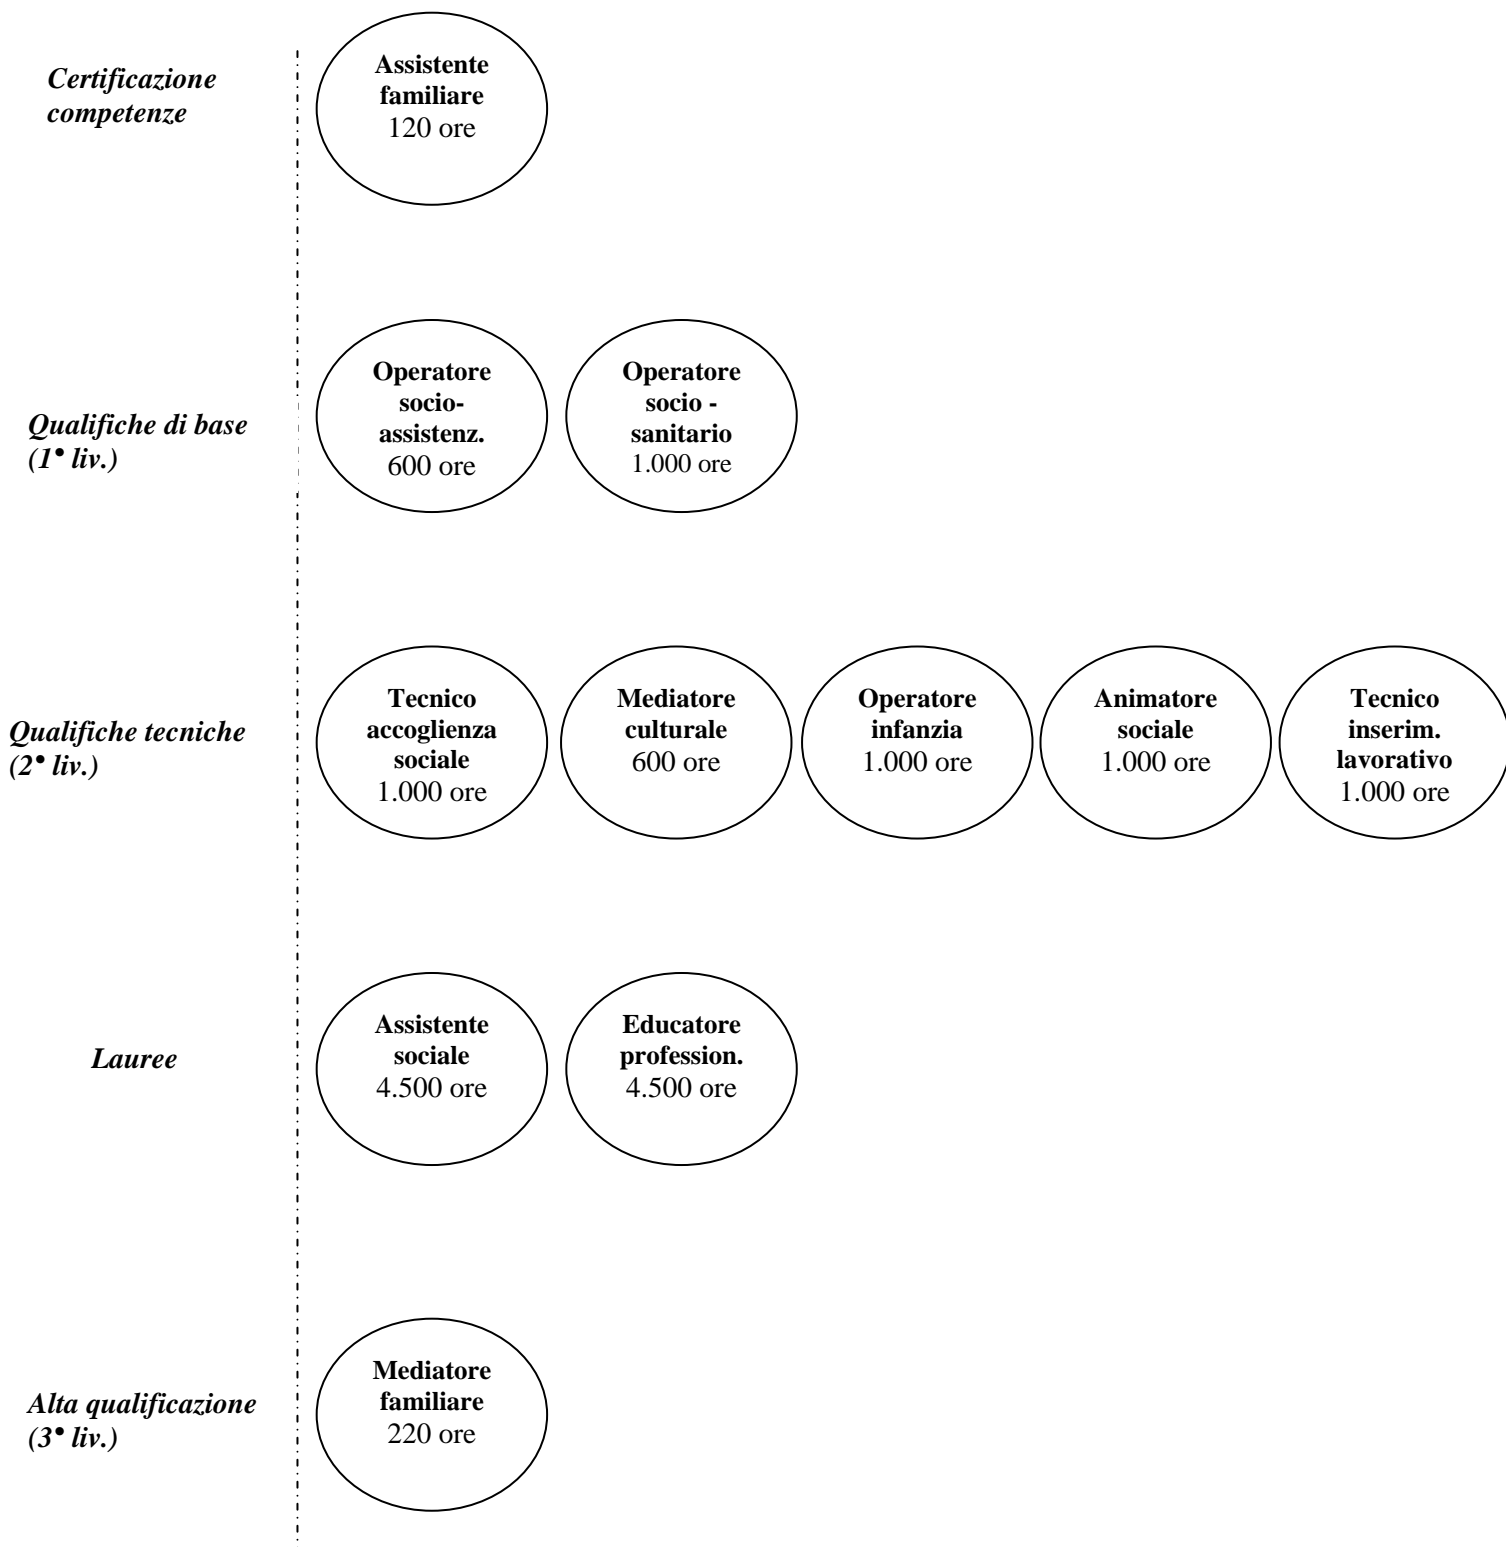 Certificazione
competenze
Assistente
familiare
120 ore
Qualifiche di base
(1• liv.)
Operatore
socio-
assistenz.
600 ore
Operatore
socio -
sanitario
1.000 ore
Qualifiche tecniche
(2• liv.)
Tecnico
accoglienza
sociale
1.000 ore
Mediatore
culturale
600 ore
Operatore
infanzia
1.000 ore
Animatore
sociale
1.000 ore
Tecnico
inserim.
lavorativo
1.000 ore
Lauree
Assistente
sociale
4.500 ore
Educatore
profession.
4.500 ore
Alta qualificazione
(3• liv.)
Mediatore
familiare
220 ore